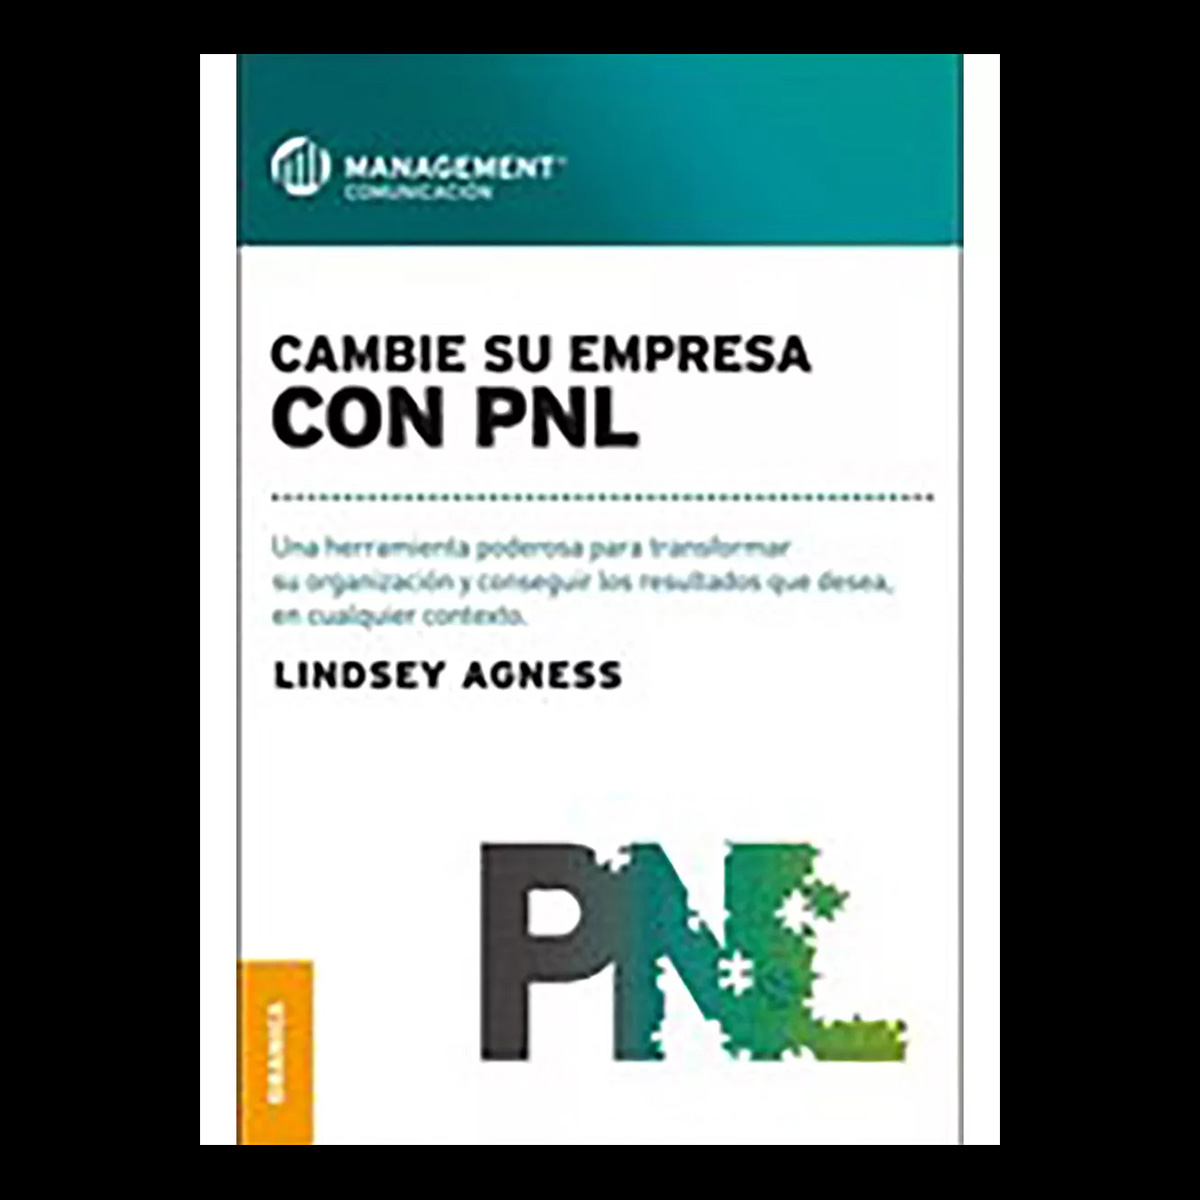 MANAGEMENT
COMUNICACIÓN
CAMBIE SU EMPRESA
CON PNL
Una herramienta poderosa para transformar
su organización y conseguir los resultados que desea,
en cualquier contexto.
LINDSEY AGNESS
PNL
GRANICA